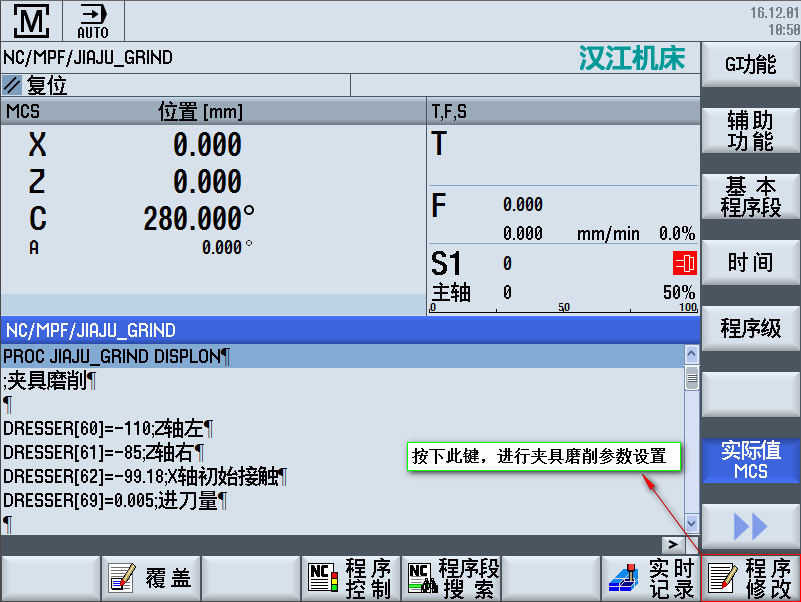 M
AUTO
16.12.01
10:50
NC/MPF/JIAJU_GRIND
汉江机床
复位
MCS 位置 [mm]
T,F,S
X 0.000
Z 0.000
C 280.000°
A 0.000 °
T
F 0.000
0.000 mm/min 0.0%
S1 0
主轴 0 50%
0 50 100
NC/MPF/JIAJU_GRIND
PROC JIAJU_GRIND DISPLON¶
;夹具磨削¶
¶
DRESSER[60]=-110;Z轴左¶
DRESSER[61]=-85;Z轴右¶
DRESSER[62]=-99.18;X轴初始接触¶
DRESSER[69]=0.005;进刀量¶
¶
按下此键，进行夹具磨削参数设置
>
G功能
辅助
功能
基本
程序段
时间
程序级
实际值
MCS
覆盖
NC
程序
控制
NC
程序段
搜索
实时
记录
程序
修改